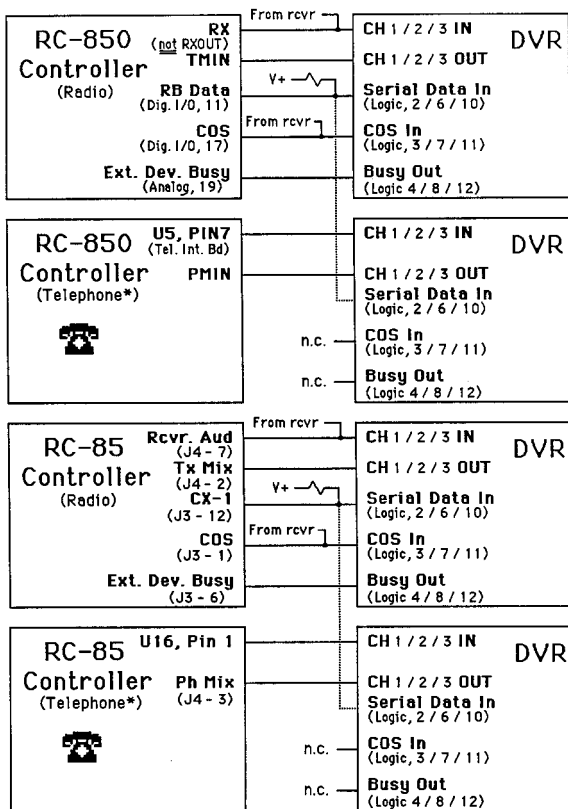 From rcvr
RC-850
Controller
(Radio)
RX
(not RXOUT)
TMIN
V+
RB Data
(Dig. I/O, 11)
From rcvr
COS
(Dig. I/O, 17)
Ext. Dev. Busy
(Analog, 19)
CH 1 / 2 / 3 IN
DVR
CH 1 / 2 / 3 OUT
Serial Data In
(Logic, 2 / 6 / 10)
COS In
(Logic, 3 / 7 / 11)
Busy Out
(Logic 4 / 8 / 12)
RC-850
Controller
(Telephone*)
U5, PIN7
(Tel. Int. Bd)
PMIN
n.c.
n.c.
CH 1 / 2 / 3 IN
DVR
CH 1 / 2 / 3 OUT
Serial Data In
(Logic, 2 / 6 / 10)
COS In
(Logic, 3 / 7 / 11)
Busy Out
(Logic 4 / 8 / 12)
From rcvr
RC-85
Controller
(Radio)
Rcvr. Aud
(J4 - 7)
Tx Mix
(J4 - 2)
V+
CX-1
(J3 - 12)
From rcvr
COS
(J3 - 1)
Ext. Dev. Busy
(J3 - 6)
CH 1 / 2 / 3 IN
DVR
CH 1 / 2 / 3 OUT
Serial Data In
(Logic, 2 / 6 / 10)
COS In
(Logic, 3 / 7 / 11)
Busy Out
(Logic 4 / 8 / 12)
RC-85
Controller
(Telephone*)
U16, Pin 1
Ph Mix
(J4 - 3)
n.c.
n.c.
CH 1 / 2 / 3 IN
DVR
CH 1 / 2 / 3 OUT
Serial Data In
(Logic, 2 / 6 / 10)
COS In
(Logic, 3 / 7 / 11)
Busy Out
(Logic 4 / 8 / 12)